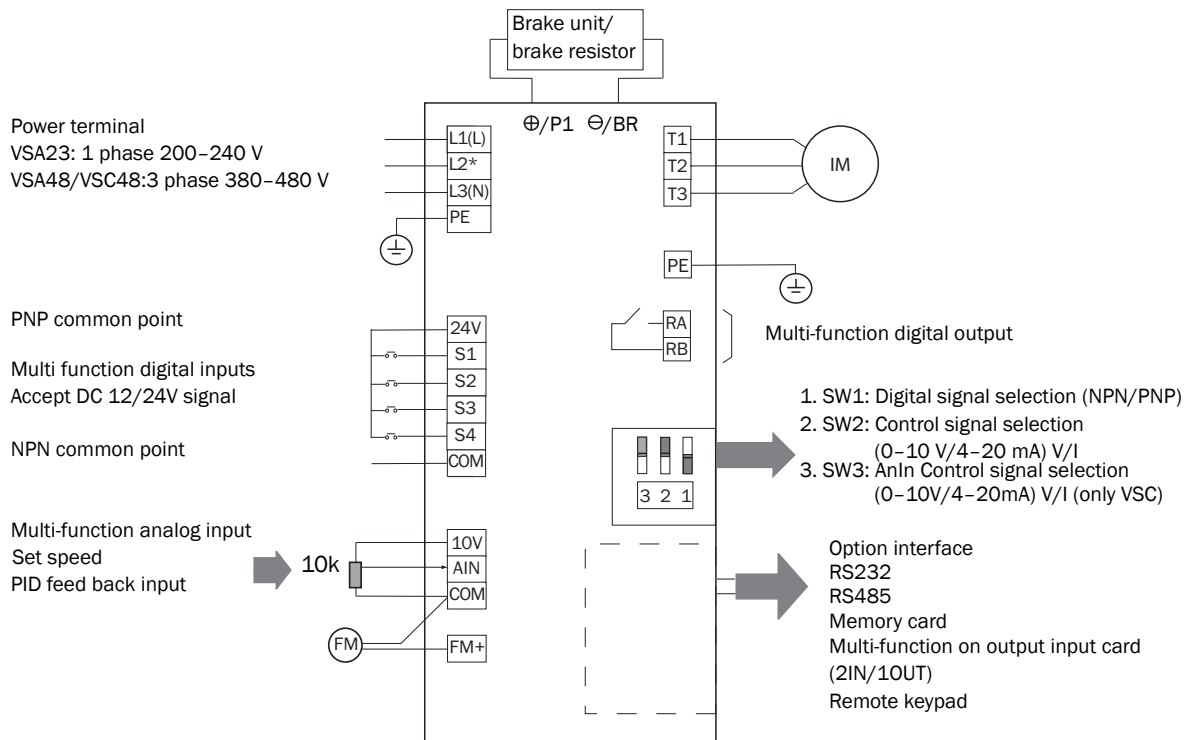 Brake unit/
brake resistor
⊕/P1 ⊖/BR
Power terminal
VSA23: 1 phase 200–240 V
VSA48/VSC48:3 phase 380–480 V
L1(L)
L2*
L3(N)
PE
T1
T2
T3
IM
PE
PNP common point
Multi function digital inputs
Accept DC 12/24V signal
NPN common point
24V
S1
S2
S3
S4
COM
RA
RB
Multi-function digital output
3 2 1
1. SW1: Digital signal selection (NPN/PNP)
2. SW2: Control signal selection
(0–10 V/4–20 mA) V/I
3. SW3: AnIn Control signal selection
(0–10V/4–20mA) V/I (only VSC)
Multi-function analog input
Set speed
PID feed back input
10k
10V
AIN
COM
FM
FM+
Option interface
RS232
RS485
Memory card
Multi-function on output input card
(2IN/1OUT)
Remote keypad